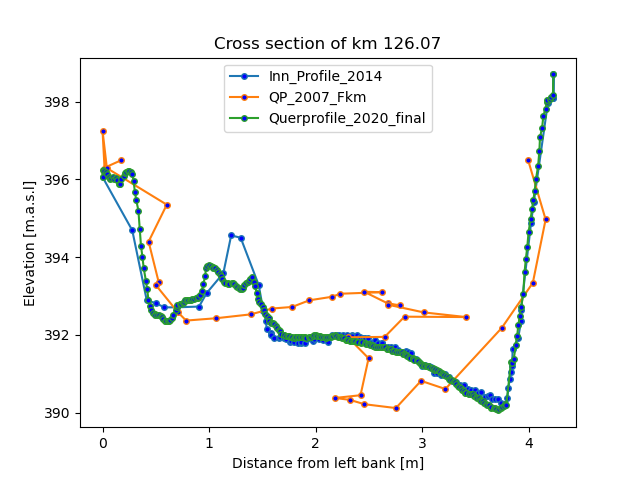 Cross section of km 126.07
Inn_Profile_2014
QP_2007_Fkm
Querprofile_2020_final
Elevation [m.a.s.l]
398
396
394
392
390
0
1
2
3
4
Distance from left bank [m]